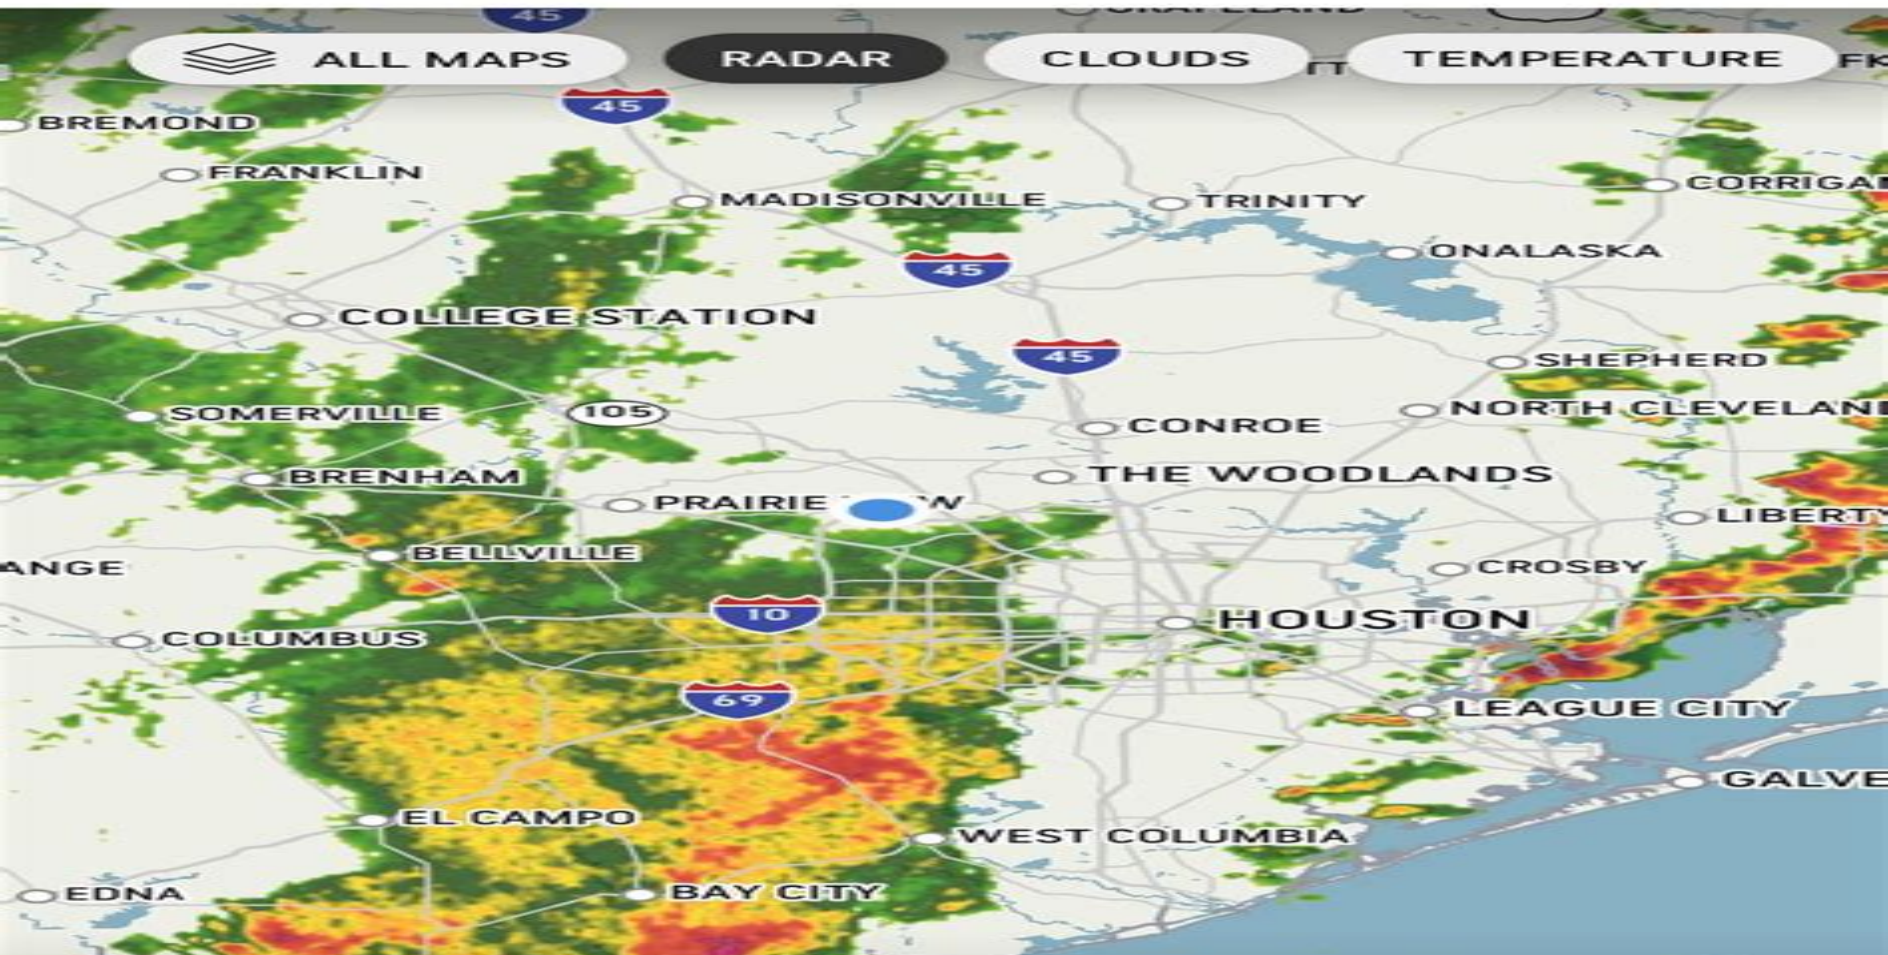 45
ALL MAPS
RADAR
CLOUDS
TEMPERATURE
45
BREMOND
FRANKLIN
MADISONVILLE
TRINITY
CORRIGAN
45
ONALASKA
COLLEGE STATION
45
SHEPHERD
SOMERVILLE
105
CONROE
NORTH CLEVELAND
BRENHAM
THE WOODLANDS
PRAIRIE
W
LIBERTY
BELLVILLE
ANGE
CROSBY
10
HOUSTON
COLUMBUS
69
LEAGUE CITY
GALVE
EL CAMPO
WEST COLUMBIA
EDNA
BAY CITY